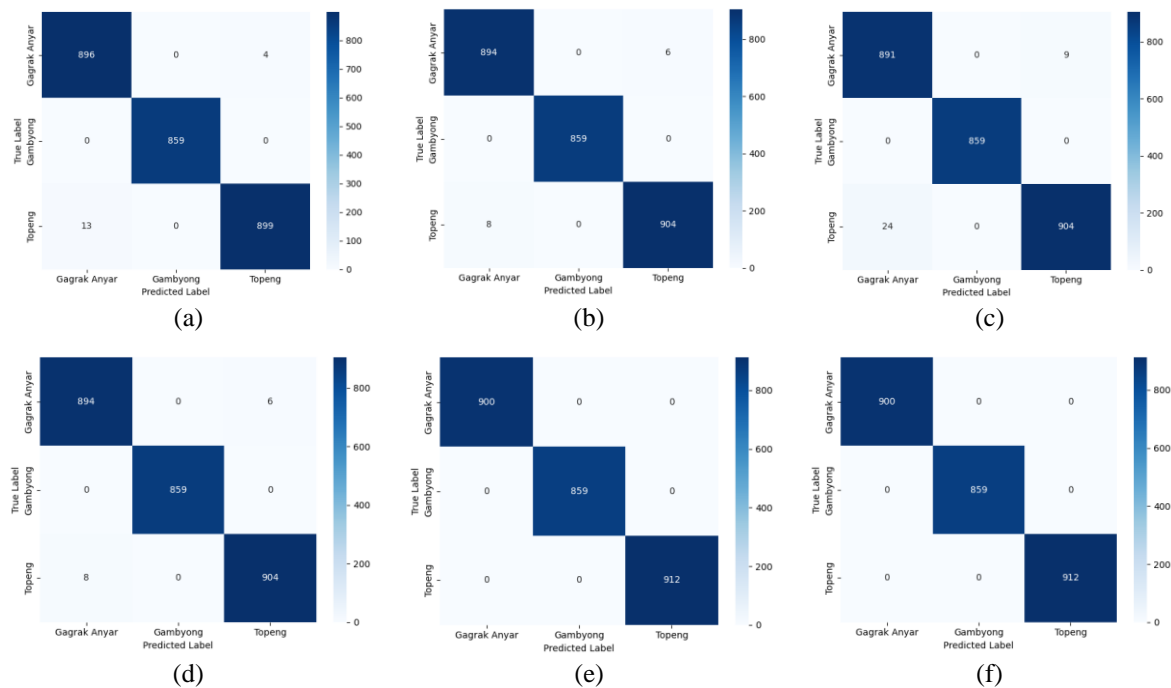 Gagrak Anyar 896 0 4 800
700
600
True Label
Gambyong 0 859 0 500
400
300
Topeng 13 0 899 200
100
0
Gagrak Anyar Gambyong Topeng
Predicted Label
(a)
Gagrak Anyar 894 0 6 800
600
True Label
Gambyong 0 859 0 400
Topeng 8 0 904 200
0
Gagrak Anyar Gambyong Topeng
Predicted Label
(b)
Gagrak Anyar 891 0 9 800
600
True Label
Gambyong 0 859 0 400
Topeng 24 0 904 200
0
Gagrak Anyar Gambyong Topeng
Predicted Label
(c)
Gagrak Anyar 894 0 6 800
600
True Label
Gambyong 0 859 0 400
Topeng 8 0 904 200
0
Gagrak Anyar Gambyong Topeng
Predicted Label
(d)
Gagrak Anyar 900 0 0 800
600
True Label
Gambyong 0 859 0 400
Topeng 0 0 912 200
0
Gagrak Anyar Gambyong Topeng
Predicted Label
(e)
Gagrak Anyar 900 0 0 800
600
True Label
Gambyong 0 859 0 400
Topeng 0 0 912 200
0
Gagrak Anyar Gambyong Topeng
Predicted Label
(f)